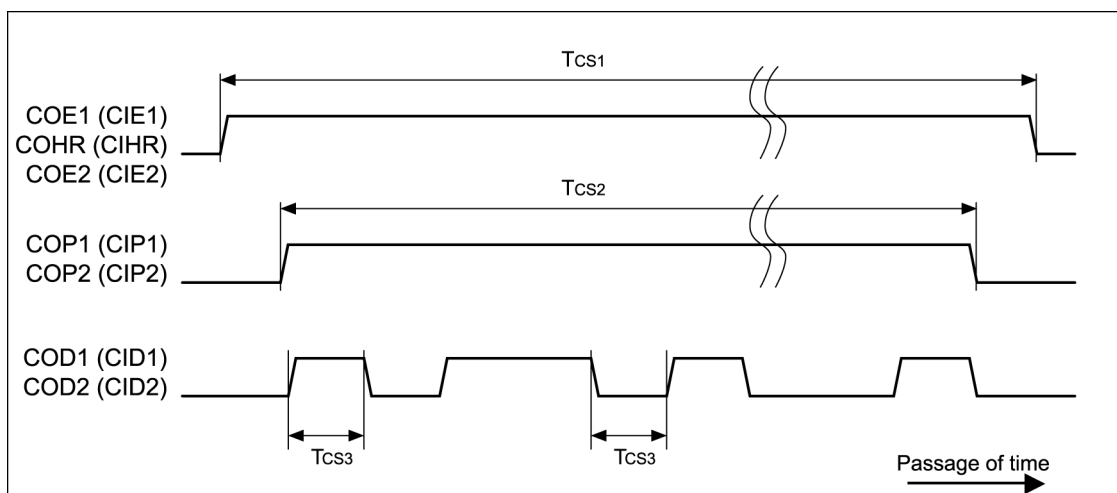 TCS1
COE1 (CIE1)
COHR (CIHR)
COE2 (CIE2)
TCS2
COP1 (CIP1)
COP2 (CIP2)
COD1 (CID1)
COD2 (CID2)
TCS3
TCS3
Passage of time